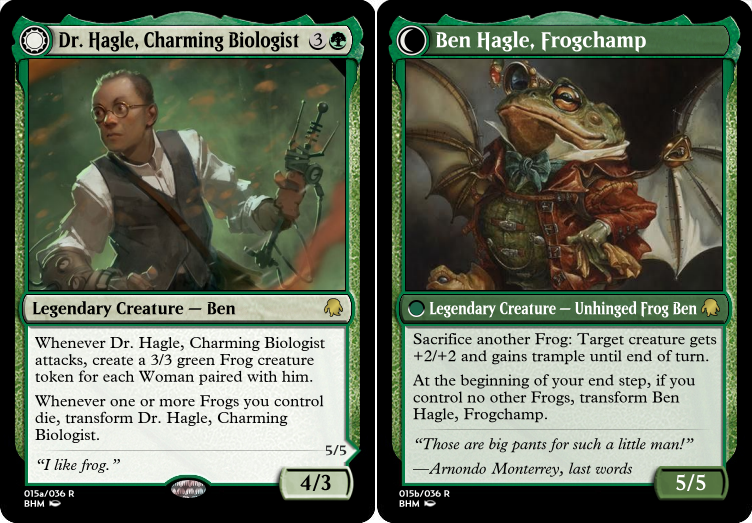 Dr. Hagle, Charming Biologist 3
Legendary Creature — Ben
Whenever Dr. Hagle, Charming Biologist
attacks, create a 3/3 green Frog creature
token for each Woman paired with him.
Whenever one or more Frogs you control
die, transform Dr. Hagle, Charming
Biologist.
5/5
“I like frog.”
4/3
015a/036 R
BHM
Ben Hagle, Frogchamp
Legendary Creature — Unhinged Frog Ben
Sacrifice another Frog: Target creature gets
+2/+2 and gains trample until end of turn.
At the beginning of your end step, if you
control no other Frogs, transform Ben
Hagle, Frogchamp.
“Those are big pants for such a little man!”
—Arnondo Monterrey, last words
5/5
015b/036 R
BHM